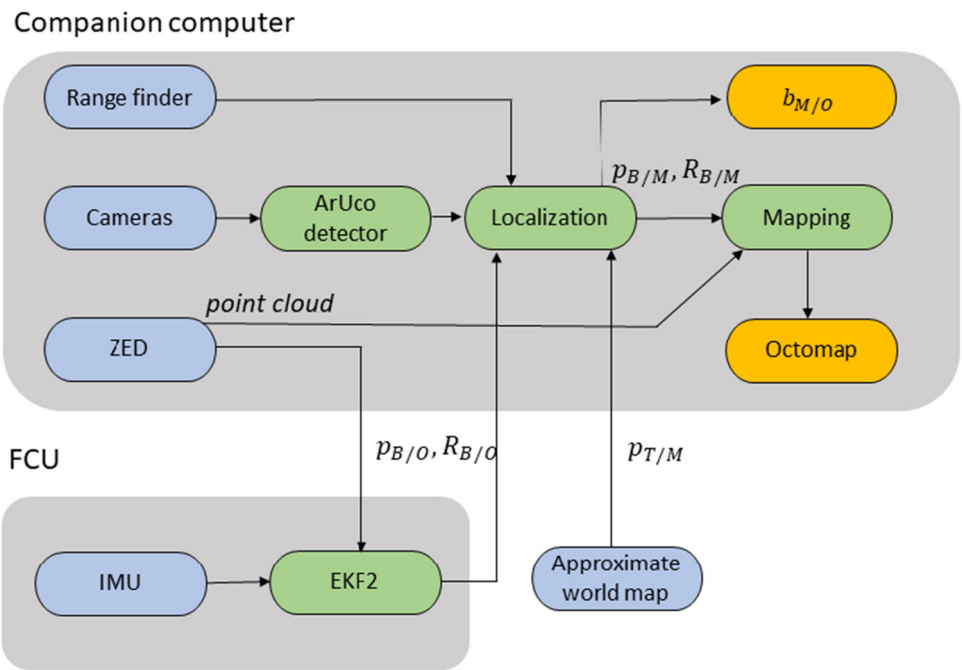 Companion computer
Range finder
b_{M/O}
p_{B/M}, R_{B/M}
Cameras
ArUco
detector
Localization
Mapping
point cloud
ZED
Octomap
p_{B/O}, R_{B/O}
p_{T/M}
FCU
IMU
EKF2
Approximate
world map